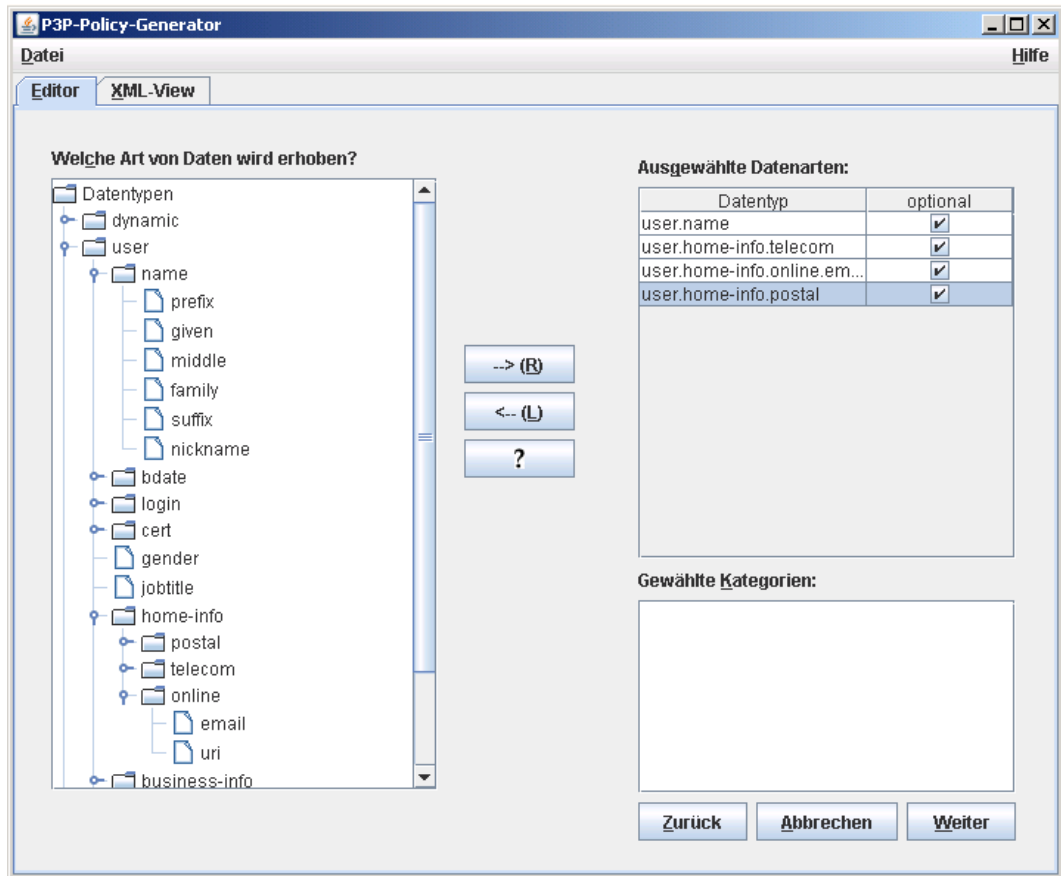 P3P-Policy-Generator
Datei
Hilfe
Editor
XML-View
Welche Art von Daten wird erhoben?
Datentypen
dynamic
user
name
prefix
given
middle
family
suffix
nickname
bdate
login
cert
gender
jobtitle
home-info
postal
telecom
online
email
uri
business-info
--> (R)
<-- (L)
?
Ausgewählte Datenarten:
Datentyp optional
user.name
user.home-info.telecom
user.home-info.online.em...
user.home-info.postal
Gewählte Kategorien:
Zurück
Abbrechen
Weiter